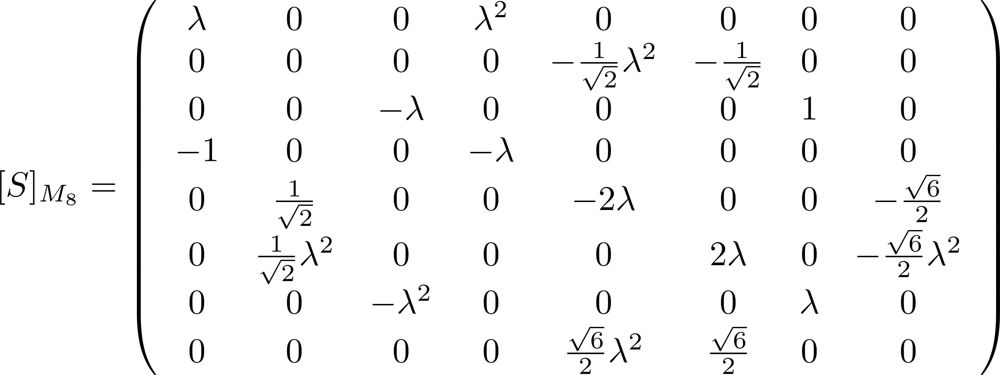 [S]_{M_8} = \left( \begin{array}{cccccccc}
\lambda & 0 & 0 & \lambda^2 & 0 & 0 & 0 & 0 \\
0 & 0 & 0 & 0 & -\frac{1}{\sqrt{2}}\lambda^2 & -\frac{1}{\sqrt{2}} & 0 & 0 \\
0 & 0 & -\lambda & 0 & 0 & 0 & 1 & 0 \\
-1 & 0 & 0 & -\lambda & 0 & 0 & 0 & 0 \\
0 & \frac{1}{\sqrt{2}} & 0 & 0 & -2\lambda & 0 & 0 & -\frac{\sqrt{6}}{2} \\
0 & \frac{1}{\sqrt{2}}\lambda^2 & 0 & 0 & 0 & 2\lambda & 0 & -\frac{\sqrt{6}}{2}\lambda^2 \\
0 & 0 & -\lambda^2 & 0 & 0 & 0 & \lambda & 0 \\
0 & 0 & 0 & 0 & \frac{\sqrt{6}}{2}\lambda^2 & \frac{\sqrt{6}}{2} & 0 & 0
\end{array} \right)